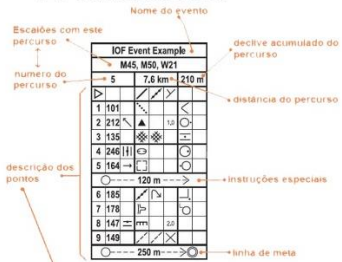 Nome do evento
Escalões com este
percurso
IOF Event Example
M45, M50, W21
5 7,6 km 210 m
declive acumulado do
percurso
numero do
percurso
distância do percurso
1 101
2 212 1,0
3 135
4 246
5 164
120 m
descrição dos
pontos
Instruções especiais
6 185
7 178
8 147 2,0
9 149
250 m
linha de meta